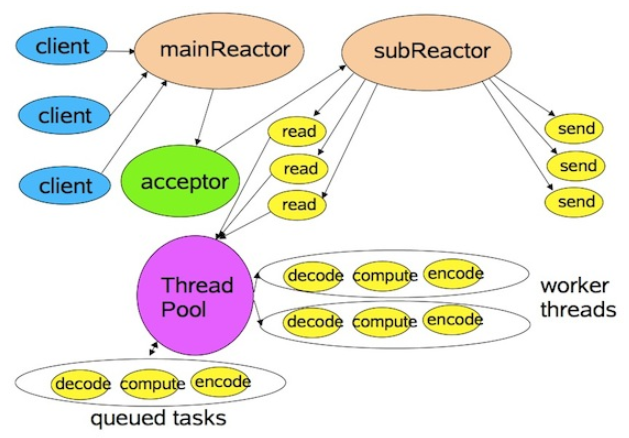 client
mainReactor
subReactor
client
client
acceptor
read
read
read
send
send
send
Thread
Pool
decode compute encode
decode compute encode
worker
threads
decode compute encode
queued tasks